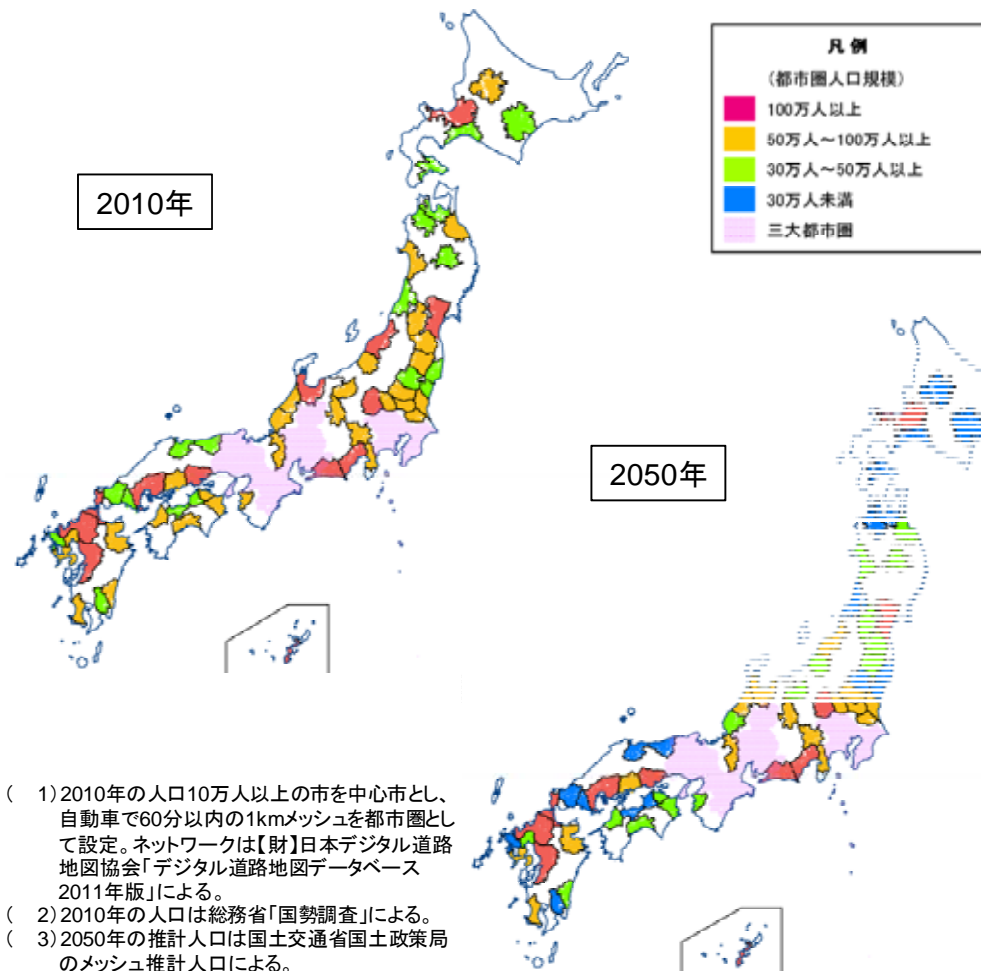 凡例
(都市圏人口規模)
100万人以上
50万人～100万人以上
30万人～50万人以上
30万人未満
三大都市圏
2010年
2050年
( 1)2010年の人口10万人以上の市を中心市とし、
自動車で60分以内の1kmメッシュを都市圏とし
て設定。ネットワークは【財】日本デジタル道路
地図協会「デジタル道路地図データベース
2011年版」による。
( 2)2010年の人口は総務省「国勢調査」による。
( 3)2050年の推計人口は国土交通省国土政策局
のメッシュ推計人口による。